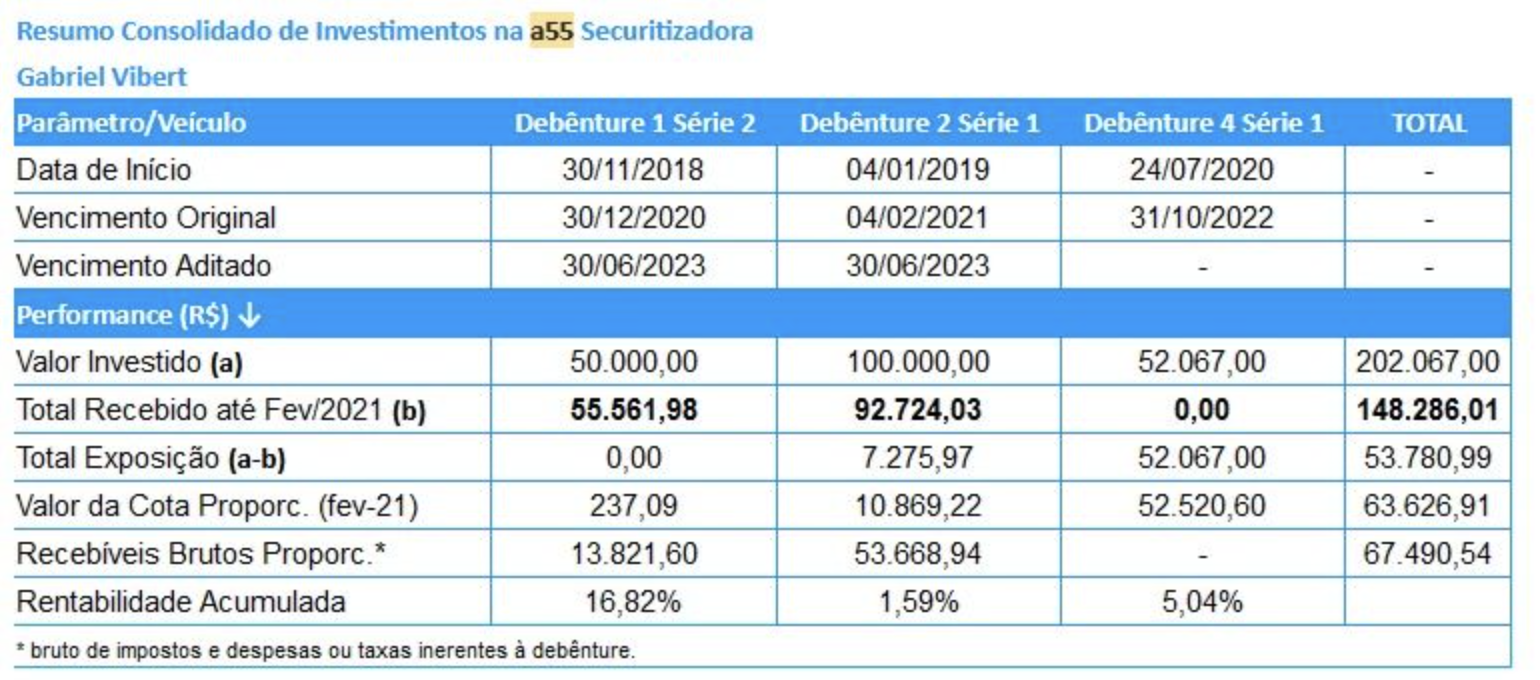 Resumo Consolidado de Investimentos na a55 Securitizadora
Gabriel Vibert
Parâmetro/Veículo Debênture 1 Série 2 Debênture 2 Série 1 Debênture 4 Série 1 TOTAL
Data de Início 30/11/2018 04/01/2019 24/07/2020 -
Vencimento Original 30/12/2020 04/02/2021 31/10/2022 -
Vencimento Aditado 30/06/2023 30/06/2023 - -
Performance (R$) ↓
Valor Investido (a) 50.000,00 100.000,00 52.067,00 202.067,00
Total Recebido até Fev/2021 (b) 55.561,98 92.724,03 0,00 148.286,01
Total Exposição (a-b) 0,00 7.275,97 52.067,00 53.780,99
Valor da Cota Proporc. (fev-21) 237,09 10.869,22 52.520,60 63.626,91
Recebíveis Brutos Proporc.* 13.821,60 53.668,94 - 67.490,54
Rentabilidade Acumulada 16,82% 1,59% 5,04%
* bruto de impostos e despesas ou taxas inerentes à debênture.